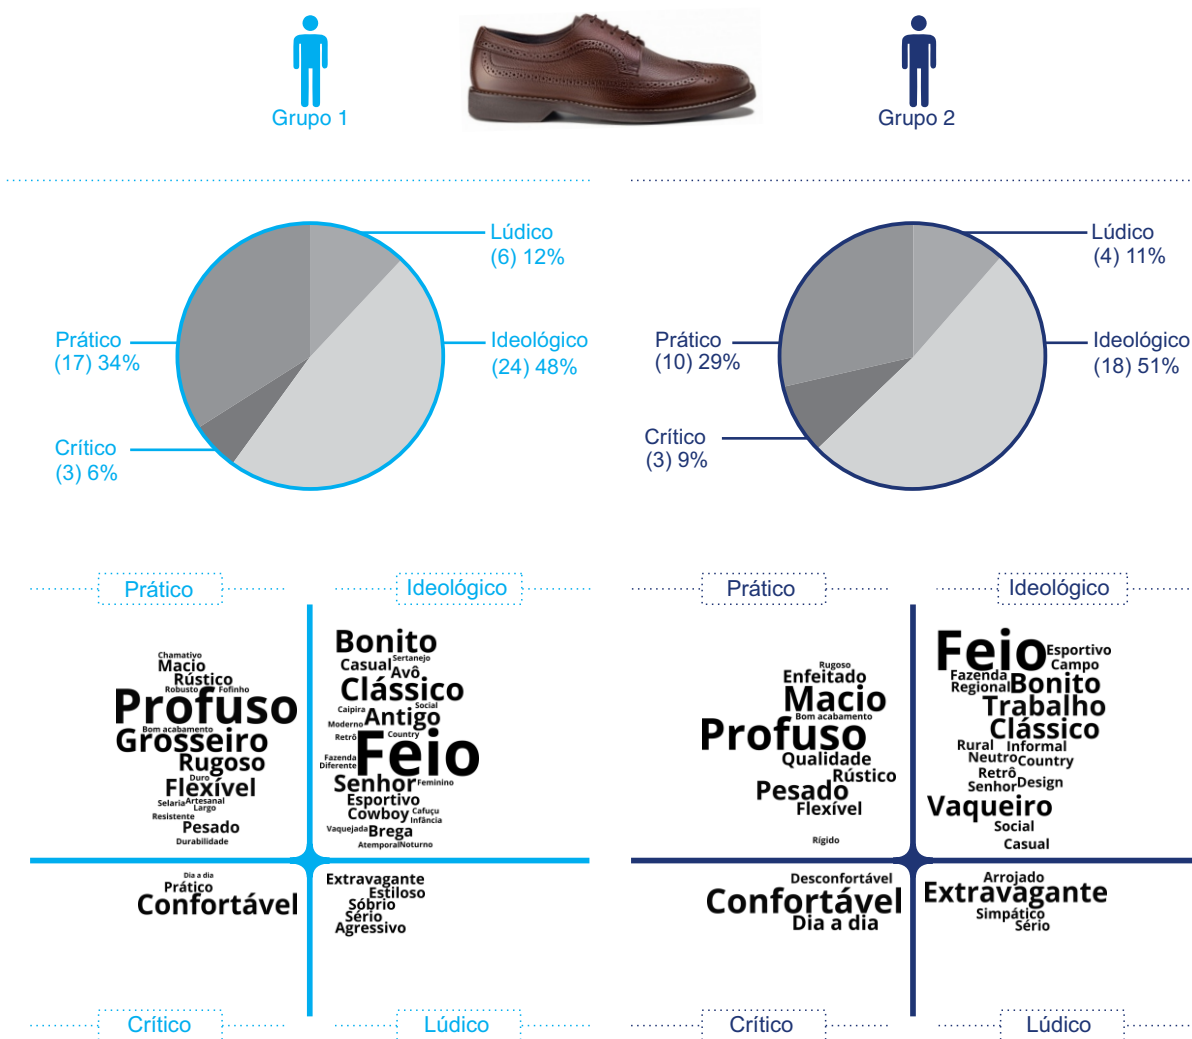 Grupo 1
Grupo 2
Lúdico
(6) 12%
Ideológico
(24) 48%
Prático
(17) 34%
Crítico
(3) 6%
Lúdico
(4) 11%
Ideológico
(18) 51%
Prático
(10) 29%
Crítico
(3) 9%
Prático
Chamativo
Macio
Rústico
Robusto
Fofinho
Profuso
Bom acabamento
Grosseiro
Rugoso
Duro
Flexível
Selaria
Artesanal
Largo
Resistente
Pesado
Durabilidade
Ideológico
Bonito
Casual
Sertanejo
Avô
Clássico
Caipira
Social
Moderno
Antigo
Retrô
Country
Feio
Fazenda
Diferente
Senhor
Feminino
Esportivo
Cowboy
Cafuçu
Infância
Vaquejada
Brega
Atemporal
Noturno
Dia a dia
Prático
Confortável
Crítico
Extravagante
Estiloso
Sóbrio
Sério
Agressivo
Lúdico
Prático
Rugoso
Enfeitado
Macio
Bom acabamento
Profuso
Qualidade
Rústico
Pesado
Flexível
Rígido
Ideológico
Feio
Esportivo
Campo
Fazenda
Regional
Bonito
Trabalho
Clássico
Rural
Informal
Neutro
Country
Retrô
Senhor
Design
Vaqueiro
Social
Casual
Desconfortável
Confortável
Dia a dia
Crítico
Arrojado
Extravagante
Simpático
Sério
Lúdico